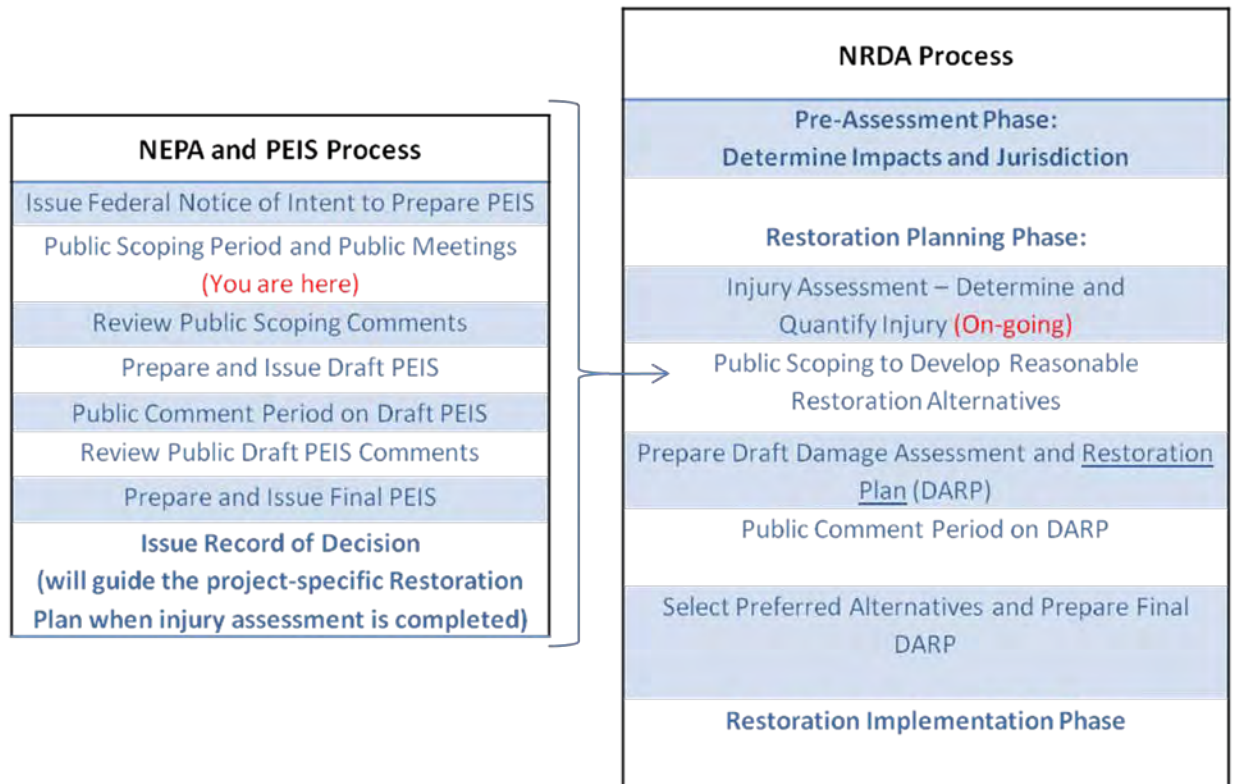 NEPA and PEIS Process
Issue Federal Notice of Intent to Prepare PEIS
Public Scoping Period and Public Meetings
(You are here)
Review Public Scoping Comments
Prepare and Issue Draft PEIS
Public Comment Period on Draft PEIS
Review Public Draft PEIS Comments
Prepare and Issue Final PEIS
Issue Record of Decision
(will guide the project-specific Restoration
Plan when injury assessment is completed)
NRDA Process
Pre-Assessment Phase:
Determine Impacts and Jurisdiction
Restoration Planning Phase:
Injury Assessment – Determine and
Quantify Injury (On-going)
Public Scoping to Develop Reasonable
Restoration Alternatives
Prepare Draft Damage Assessment and Restoration
Plan (DARP)
Public Comment Period on DARP
Select Preferred Alternatives and Prepare Final
DARP
Restoration Implementation Phase